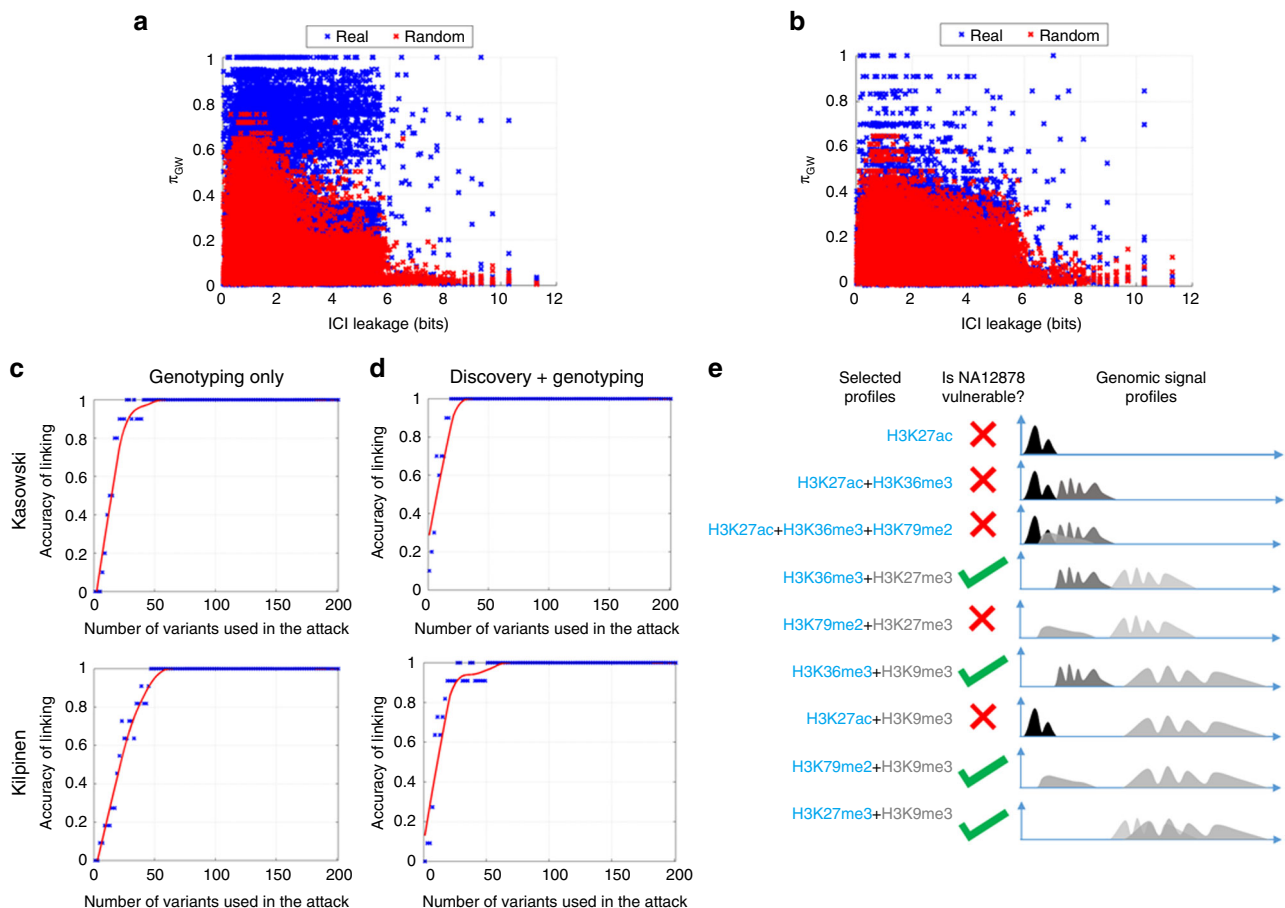 a
Real Random
1
0.8
0.6
0.4
0.2
0
π_GW
0 2 4 6 8 10 12
ICI leakage (bits)
b
Real Random
1
0.8
0.6
0.4
0.2
0
π_GW
0 2 4 6 8 10 12
ICI leakage (bits)
c
Genotyping only
Kasowski
Accuracy of linking
1
0.8
0.6
0.4
0.2
0
0 50 100 150 200
Number of variants used in the attack
d
Discovery + genotyping
Accuracy of linking
1
0.8
0.6
0.4
0.2
0
0 50 100 150 200
Number of variants used in the attack
Kilpinen
Accuracy of linking
1
0.8
0.6
0.4
0.2
0
0 50 100 150 200
Number of variants used in the attack
Accuracy of linking
1
0.8
0.6
0.4
0.2
0
0 50 100 150 200
Number of variants used in the attack
e
Selected
profiles
Is NA12878
vulnerable?
Genomic signal
profiles
H3K27ac
H3K27ac+H3K36me3
H3K27ac+H3K36me3+H3K79me2
H3K36me3+H3K27me3
H3K79me2+H3K27me3
H3K36me3+H3K9me3
H3K27ac+H3K9me3
H3K79me2+H3K9me3
H3K27me3+H3K9me3